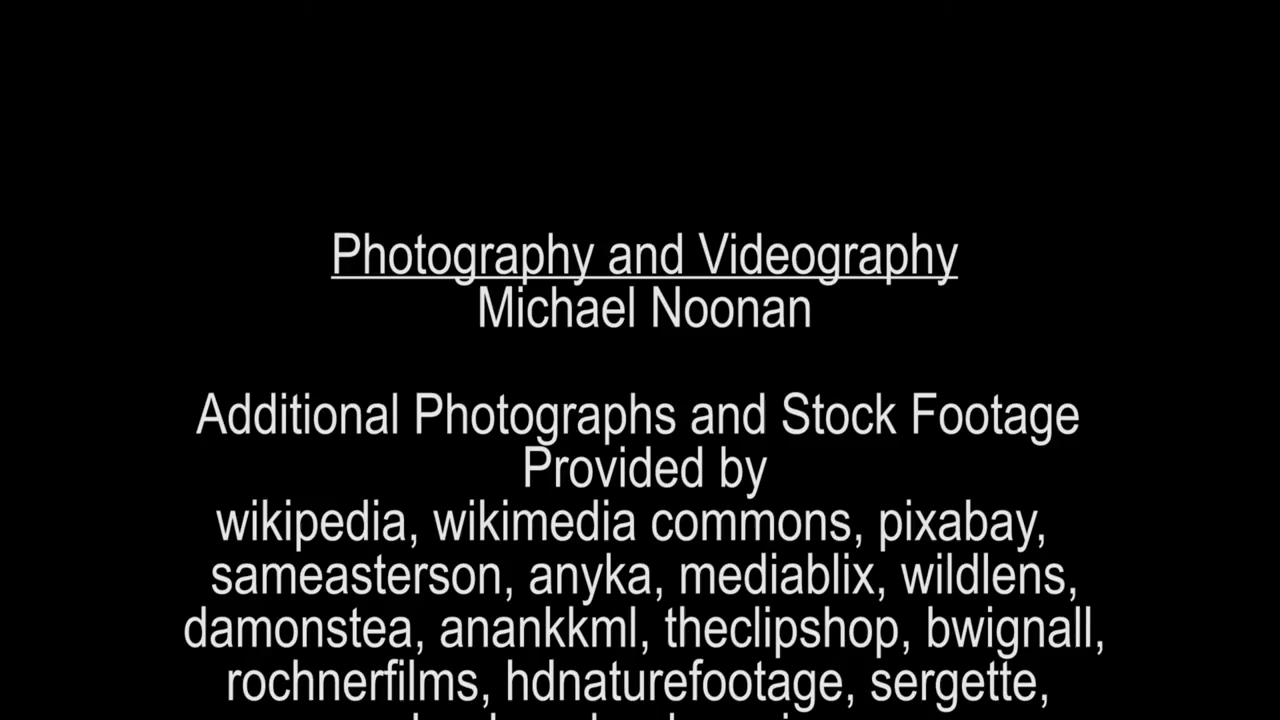 Photography and Videography
Michael Noonan
Additional Photographs and Stock Footage
Provided by
wikipedia, wikimedia commons, pixabay,
sameasterson, anyka, mediablix, wildlens,
damonstea, anankkml, theclipshop, bwignall,
rochnerfilms, hdnaturefootage, sergette,